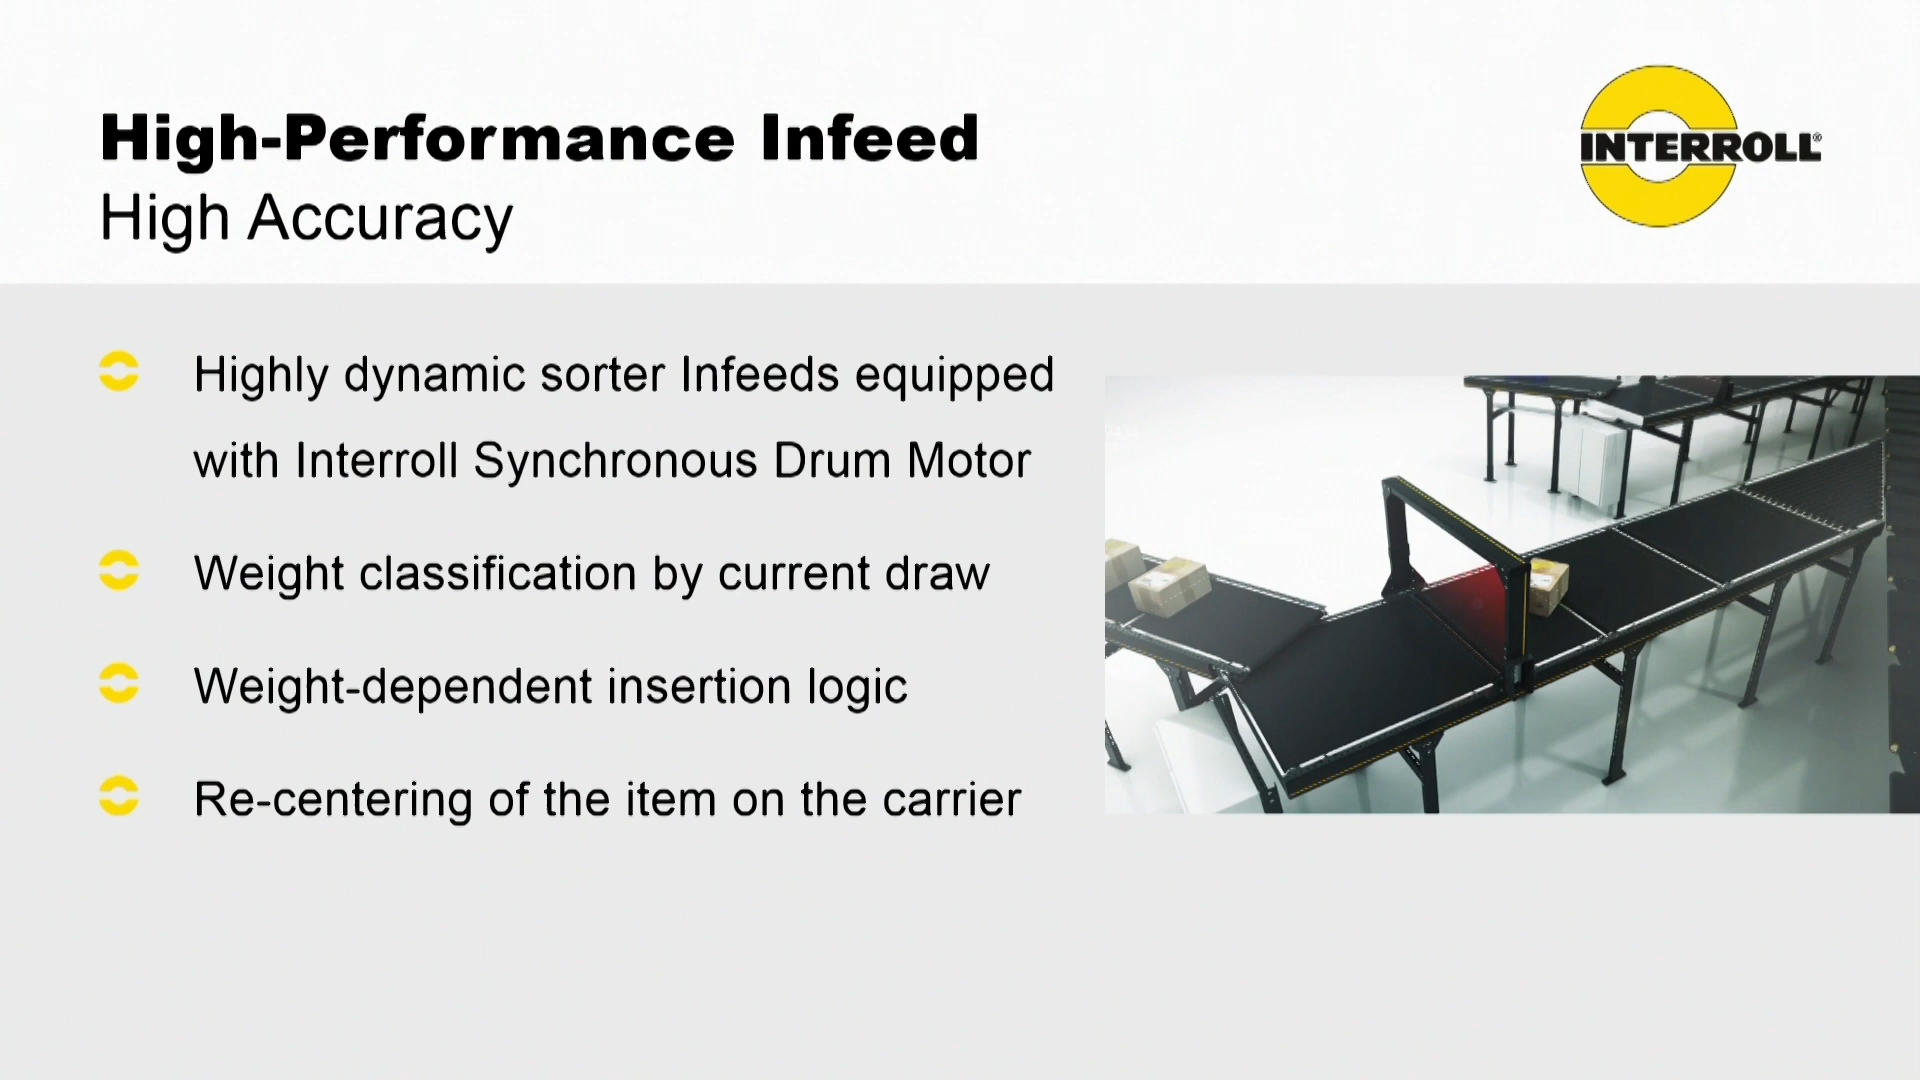 High-Performance Infeed
High Accuracy
INTERROLL®
Highly dynamic sorter Infeeds equipped
with Interroll Synchronous Drum Motor
Weight classification by current draw
Weight-dependent insertion logic
Re-centering of the item on the carrier